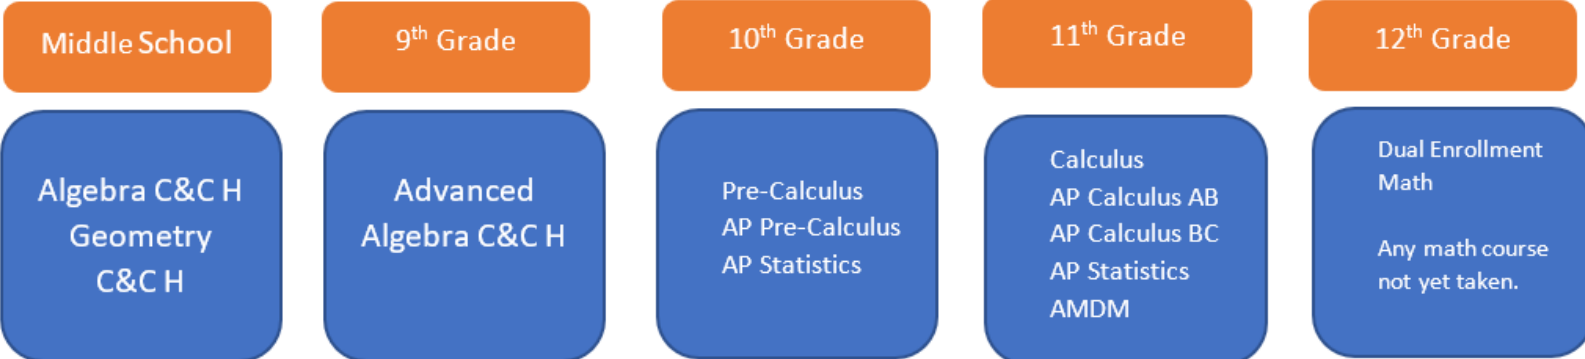 Middle School
9th Grade
10th Grade
11th Grade
12th Grade
Algebra C&C H
Geometry
C&C H
Advanced
Algebra C&C H
Pre-Calculus
AP Pre-Calculus
AP Statistics
Calculus
AP Calculus AB
AP Calculus BC
AP Statistics
AMDM
Dual Enrollment
Math
Any math course
not yet taken.